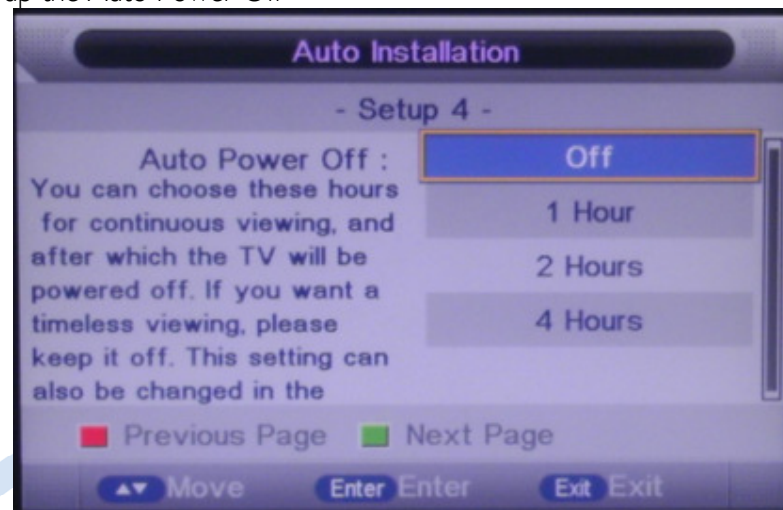 up the Auto Power Off
Auto Installation
- Setup 4 -
Auto Power Off :
You can choose these hours
for continuous viewing, and
after which the TV will be
powered off. If you want a
timeless viewing, please
keep it off. This setting can
also be changed in the
Off
1 Hour
2 Hours
4 Hours
Previous Page Next Page
Move Enter Enter Exit Exit